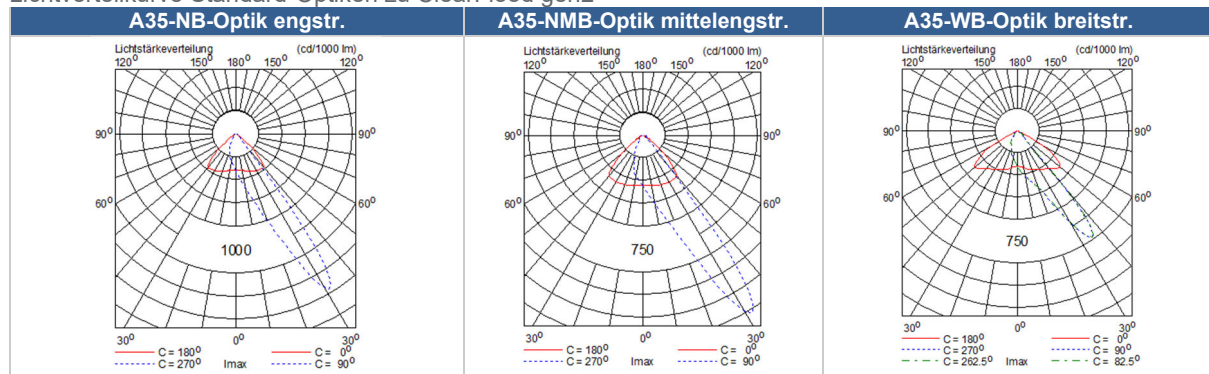 A35-NB-Optik engstr. A35-NMB-Optik mittelengstr. A35-WB-Optik breitstr.
Lichtstärkeverteilung (cd/1000 lm)
120⁰ 150⁰ 180⁰ 150⁰ 120⁰
90⁰ 90⁰
60⁰ 60⁰
1000
30⁰ 0⁰ 30⁰
C = 180⁰ C = 0⁰
C = 270⁰ Imax C = 90⁰
Lichtstärkeverteilung (cd/1000 lm)
120⁰ 150⁰ 180⁰ 150⁰ 120⁰
90⁰ 90⁰
60⁰ 60⁰
750
30⁰ 0⁰ 30⁰
C = 180⁰ C = 0⁰
C = 270⁰ Imax C = 90⁰
Lichtstärkeverteilung (cd/1000 lm)
120⁰ 150⁰ 180⁰ 150⁰ 120⁰
90⁰ 90⁰
60⁰ 60⁰
750
30⁰ 0⁰ 30⁰
C = 180⁰ C = 0⁰
C = 270⁰ C = 90⁰
C = 262.5⁰ Imax C = 82.5⁰